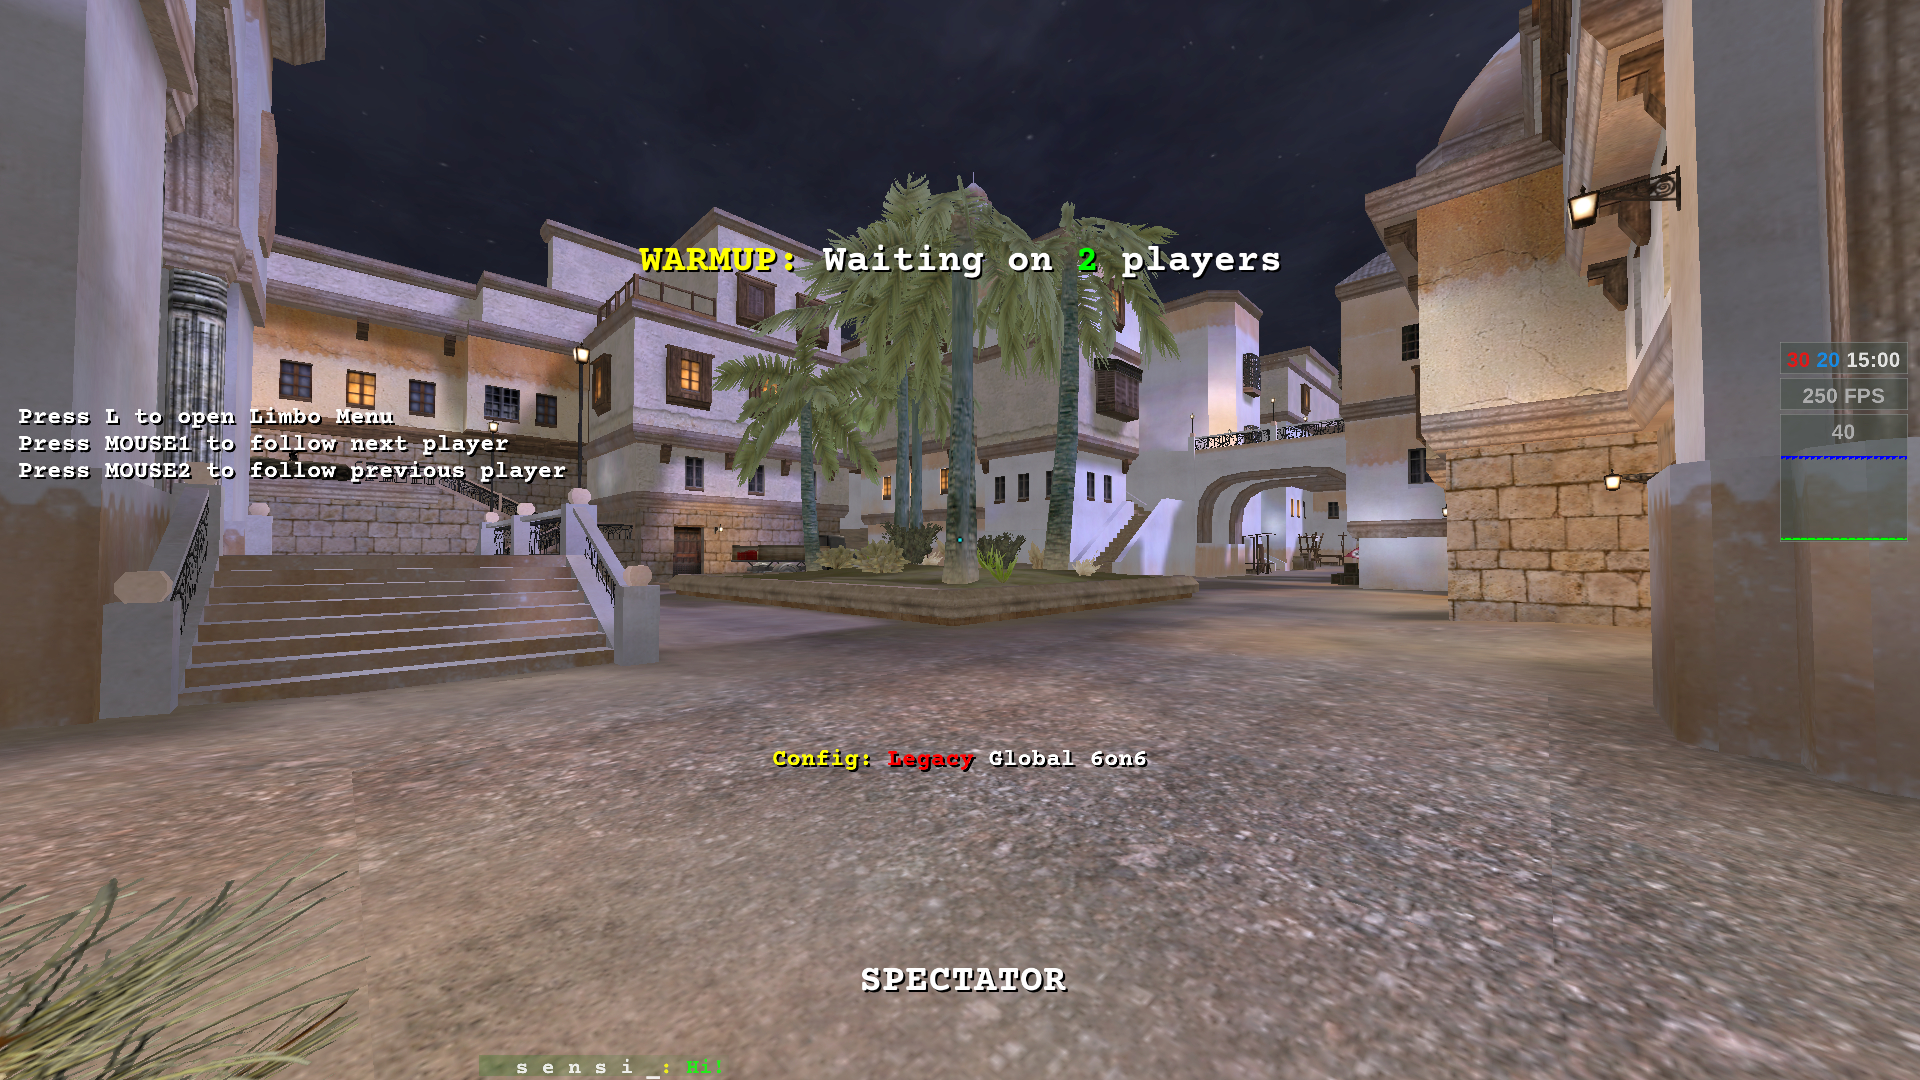 WARMUP: Waiting on 2 players
30 20 15:00
250 FPS
40
Press L to open Limbo Menu
Press MOUSE1 to follow next player
Press MOUSE2 to follow previous player
Config: Legacy Global 6on6
SPECTATOR
s e n s i _: Hi!